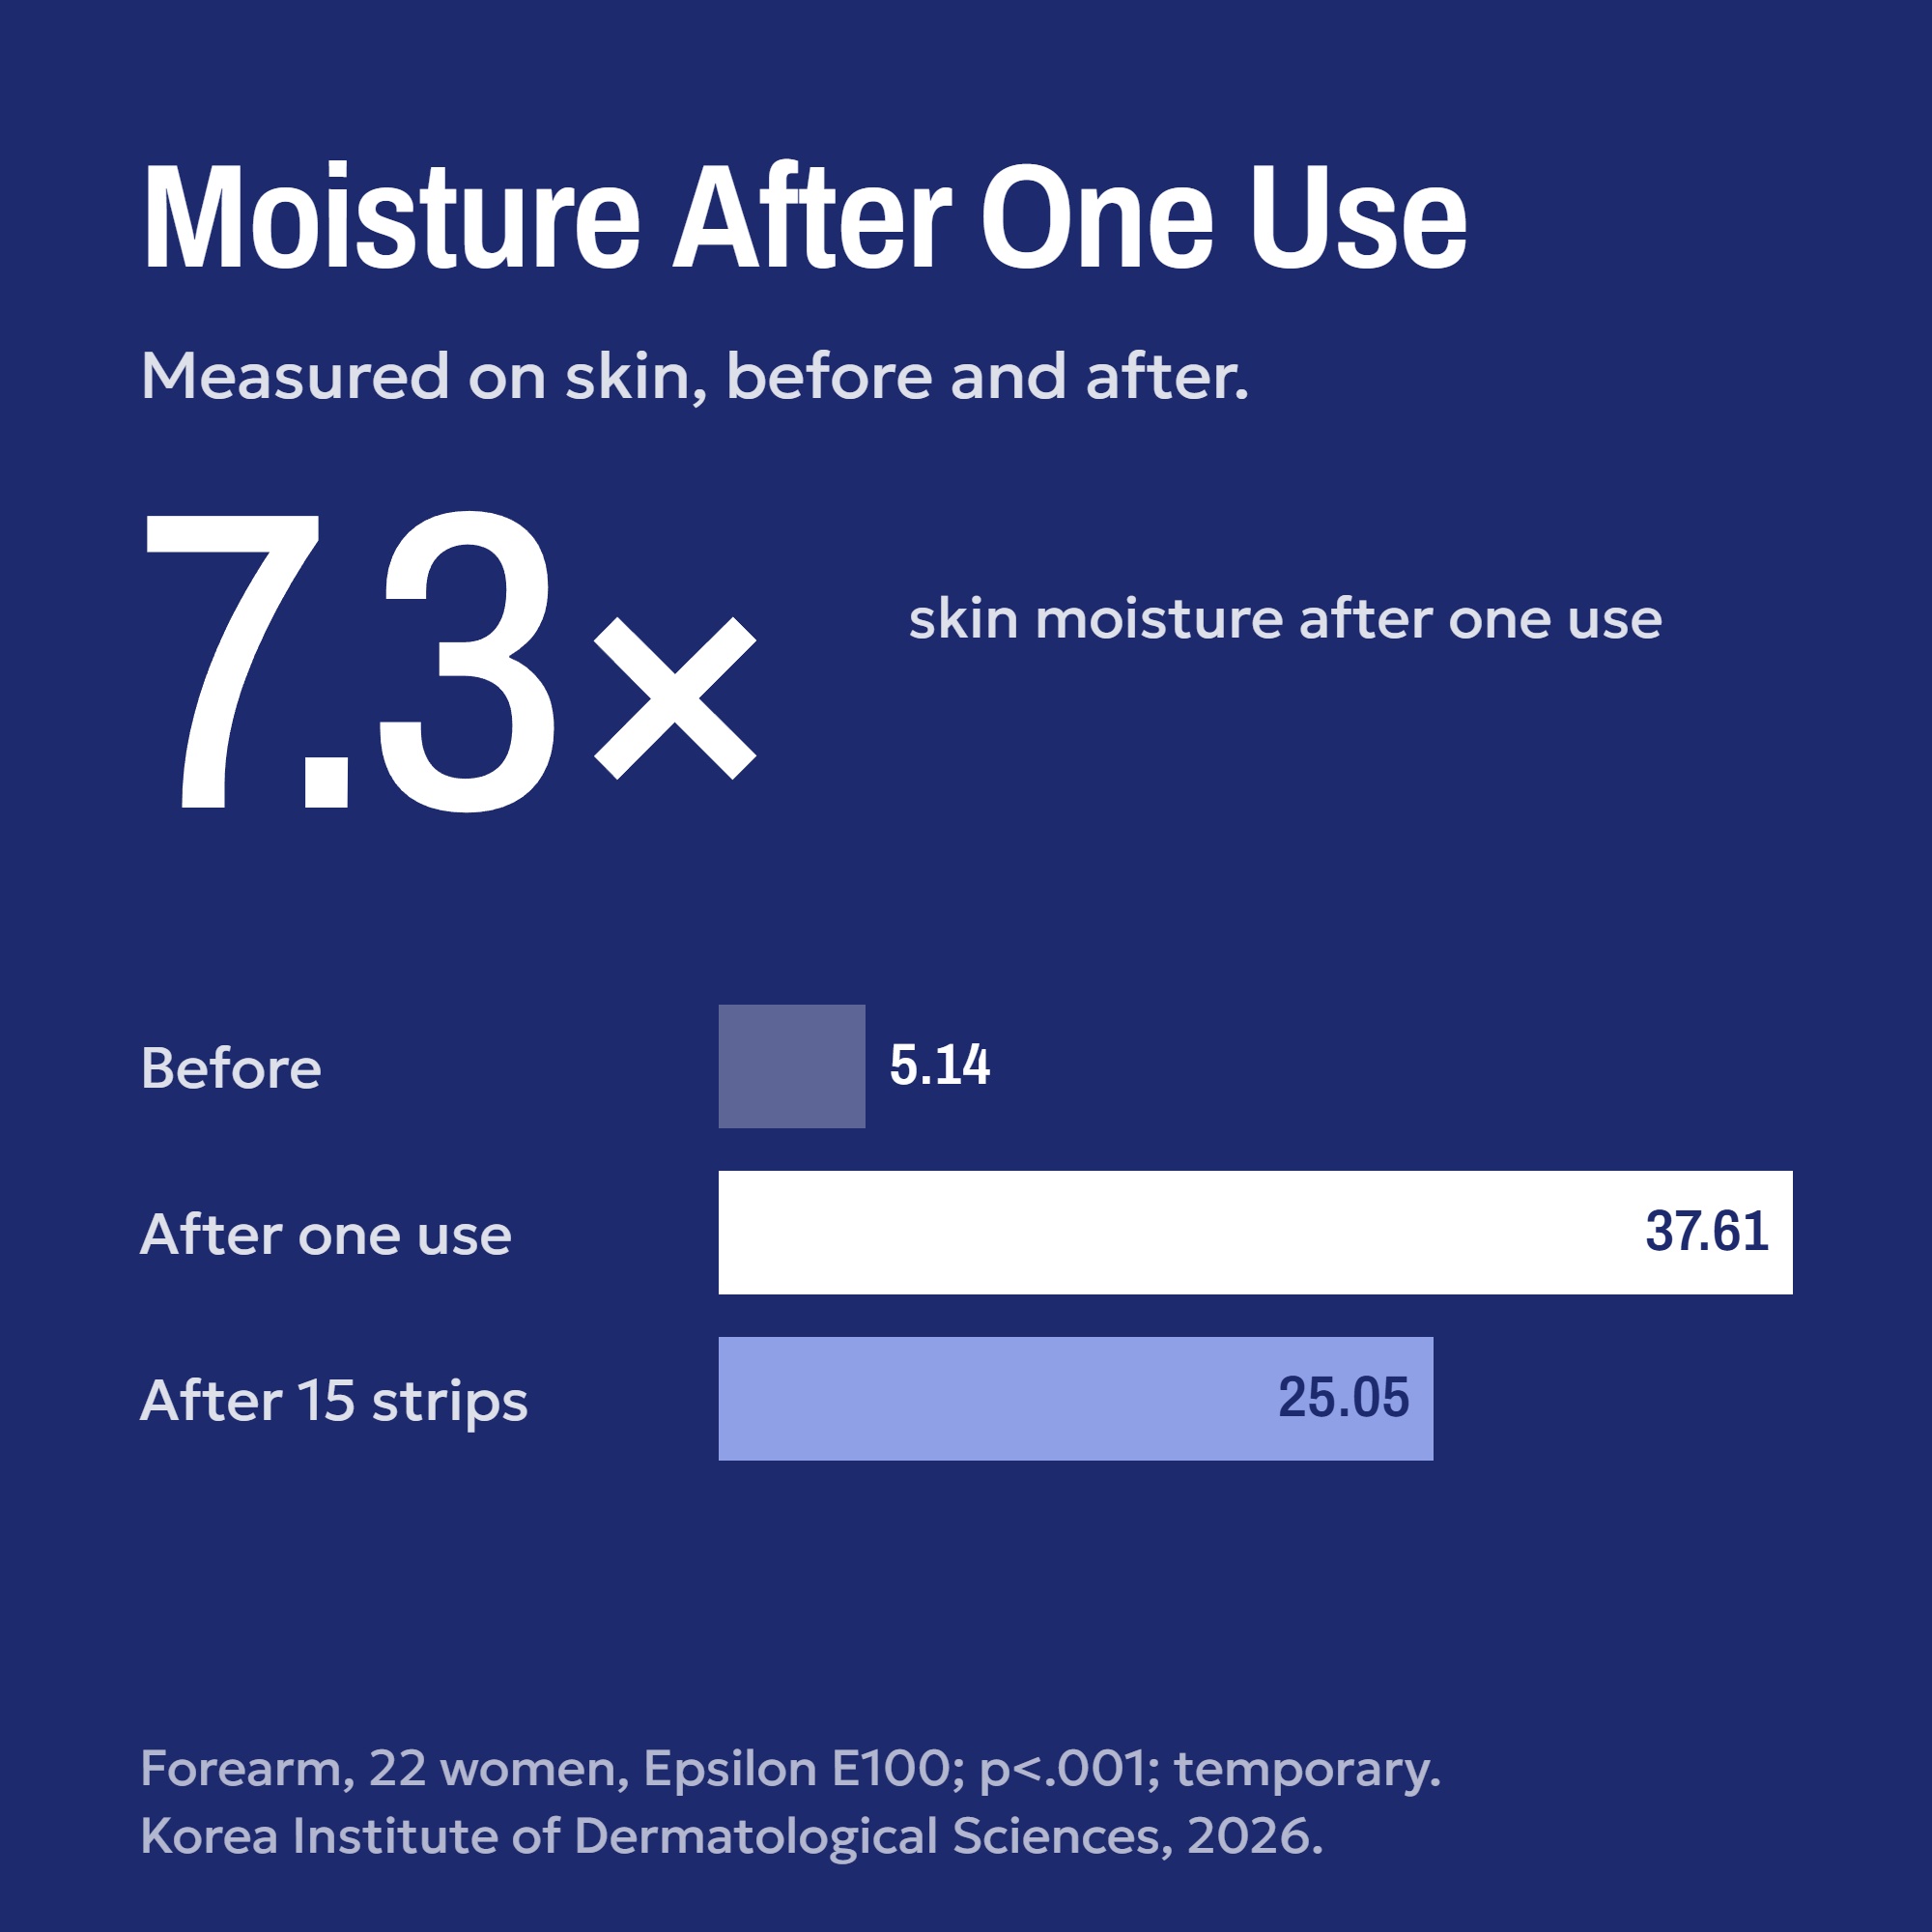 Moisture After One Use
Measured on skin, before and after.
7.3×
skin moisture after one use
Before
5.14
After one use
37.61
After 15 strips
25.05
Forearm, 22 women, Epsilon E100; p<.001; temporary.
Korea Institute of Dermatological Sciences, 2026.